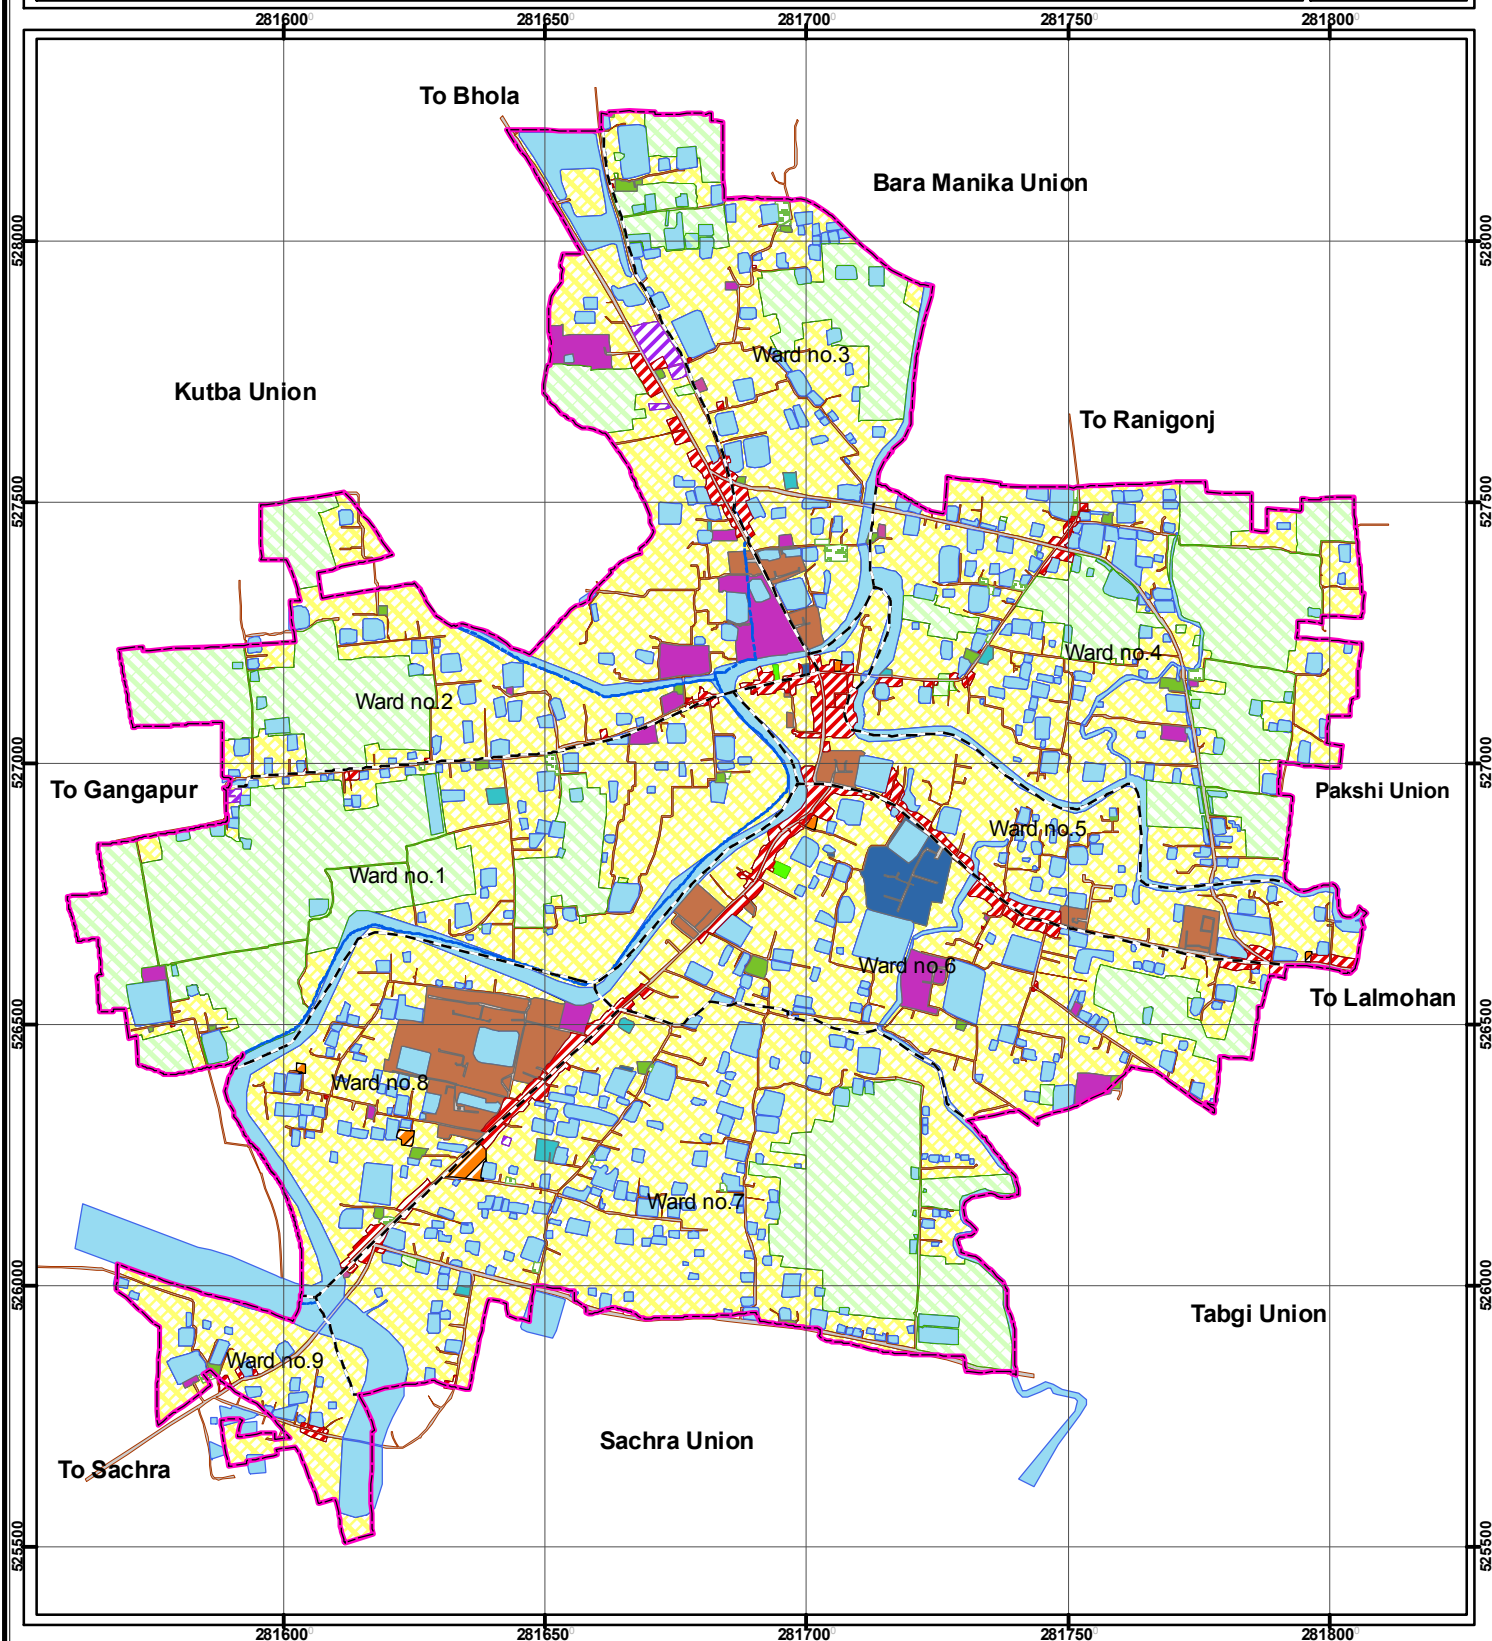 281600 281650 281700 281750 281800
To Bhola
Bara Manika Union
528000 528000
Ward no.3
Kutba Union
To Ranigonj
527500 527500
Ward no.4
Ward no.2
527000 527000
To Gangapur
Pakshi Union
Ward no.5
Ward no.1
Ward no.6
To Lalmohan
526500 526500
Ward no.8
Ward no.7
526000 526000
Tabgi Union
Ward no.9
Sachra Union
To Sachra
525500 525500
281600 281650 281700 281750 281800